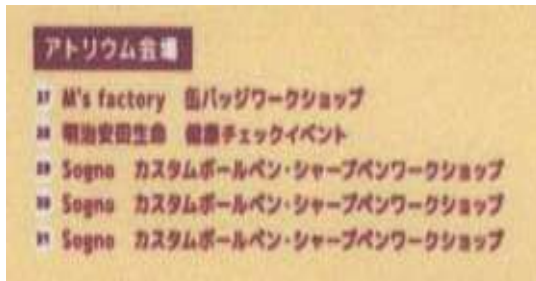 アトリウム会場
M's factory 缶バッジワークショップ
明治安田生命 健康チェックイベント
Sogno カスタムボールペン・シャープペンワークショップ
Sogno カスタムボールペン・シャープペンワークショップ
Sogno カスタムボールペン・シャープペンワークショップ